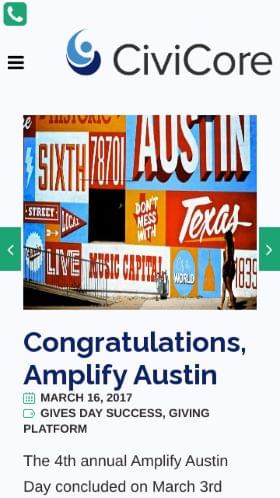 CiviCore
AUSTIN
SIXTH
78701
DON'T
MESS
WITH
Texas
STREET
LOCAL
LIVE
MUSIC CAPITAL
WORLD
1839
Congratulations,
Amplify Austin
MARCH 16, 2017
GIVES DAY SUCCESS, GIVING
PLATFORM
The 4th annual Amplify Austin
Day concluded on March 3rd